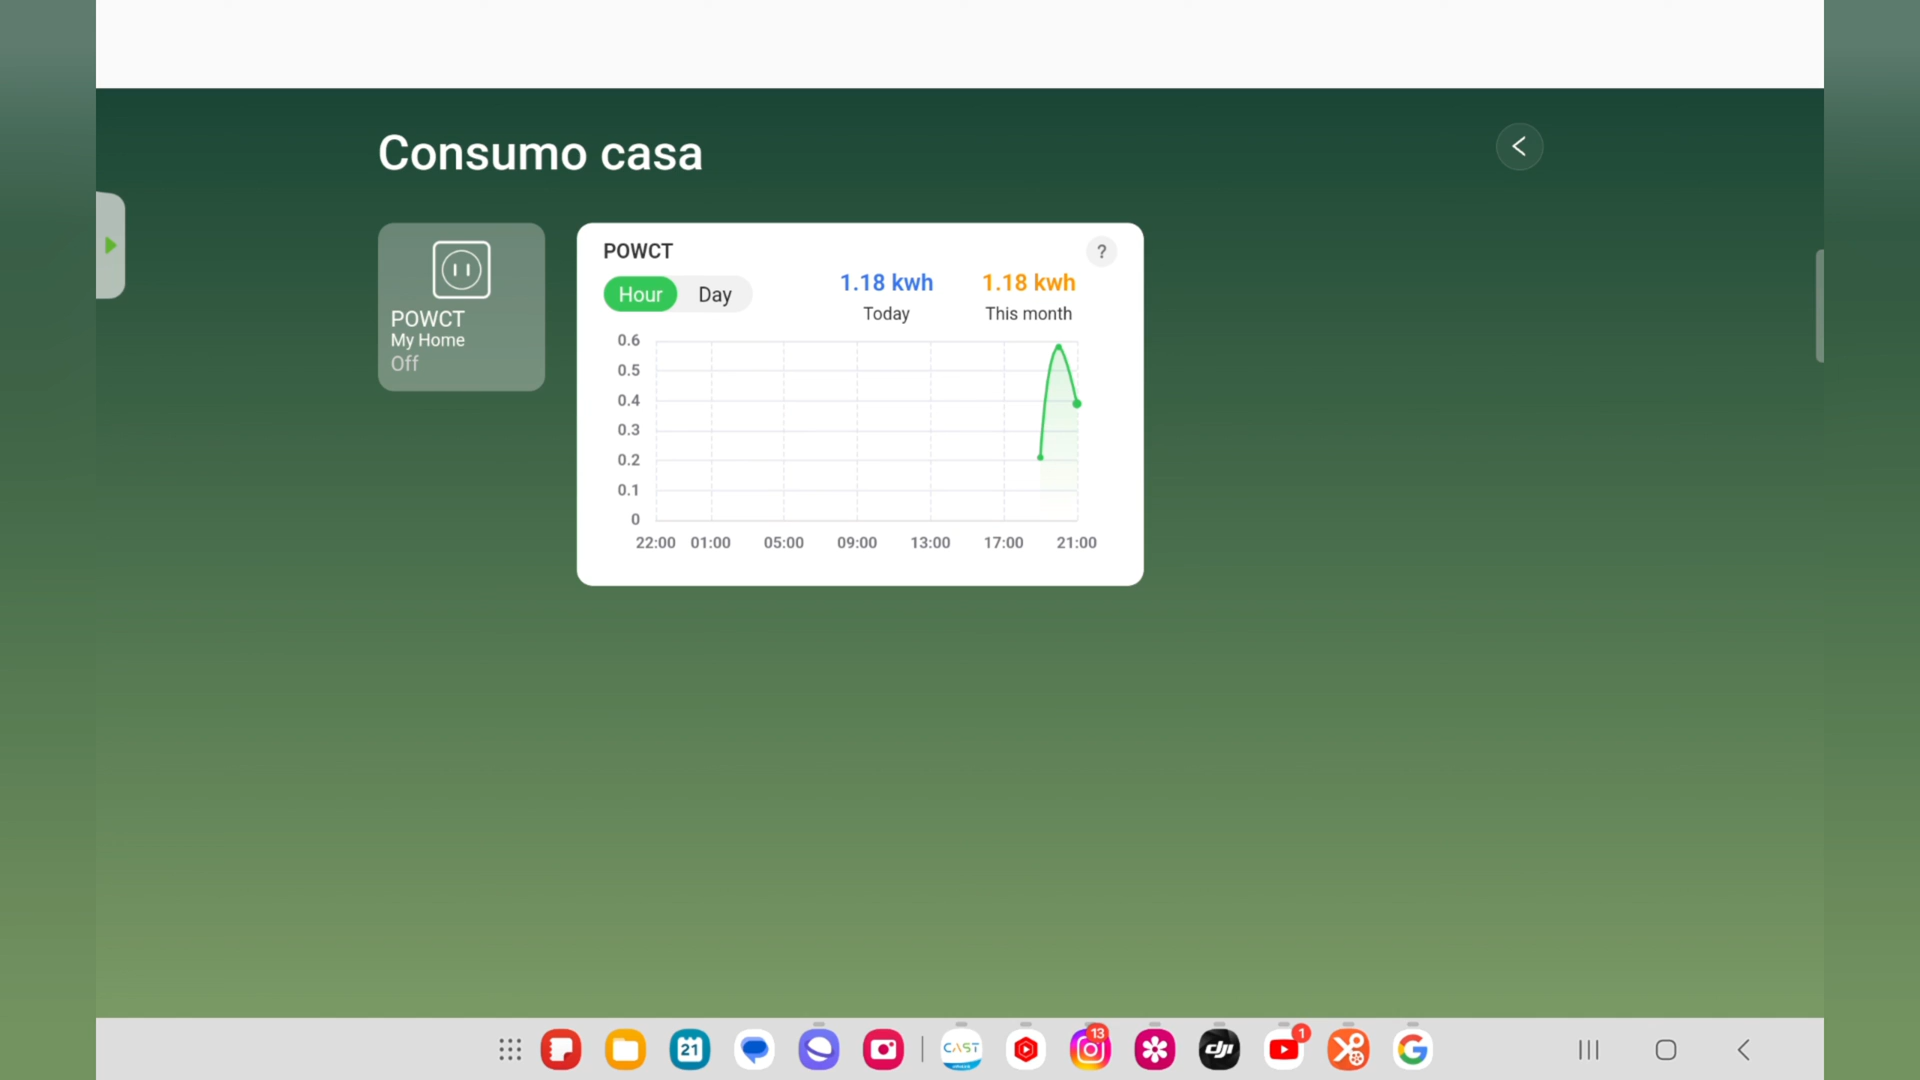 Consumo casa
POWCT
My Home
Off
POWCT
?
Hour Day
1.18 kwh
Today
1.18 kwh
This month
0.6
0.5
0.4
0.3
0.2
0.1
0
22:00 01:00 05:00 09:00 13:00 17:00 21:00
21
CAST
13
dji
1